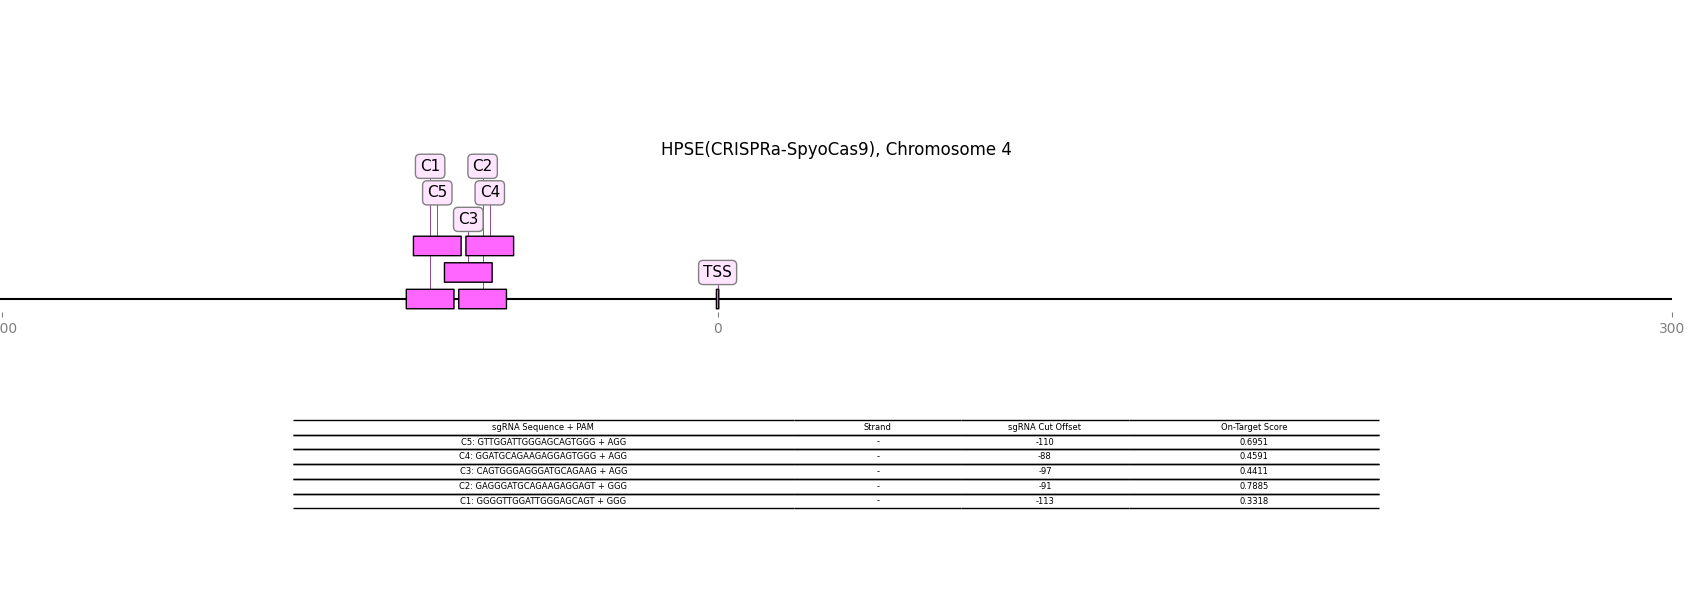 HPSE(CRISPRa-SpyoCas9), Chromosome 4
C1 C2
C5 C4
C3
TSS
00 0 300
sgRNA Sequence + PAM Strand sgRNA Cut Offset On-Target Score
C5: GTTGGATTGGGAGCAGTGGG + AGG - -110 0.6951
C4: GGATGCAGAAGAGGAGTGGG + AGG - -88 0.4591
C3: CAGTGGGAGGGATGCAGAAG + AGG - -97 0.4411
C2: GAGGGATGCAGAAGAGGAGT + GGG - -91 0.7885
C1: GGGGTTGGATTGGGAGCAGT + GGG - -113 0.3318